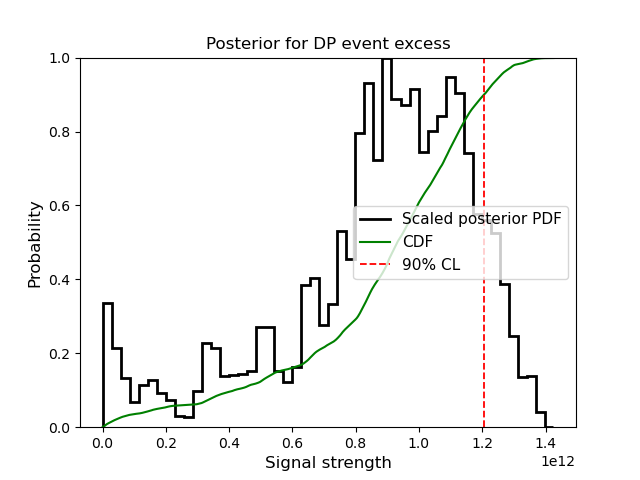 Posterior for DP event excess
1.0
0.8
0.6
0.4
0.2
0.0
Probability
Scaled posterior PDF
CDF
90% CL
0.0 0.2 0.4 0.6 0.8 1.0 1.2 1.4
1e12
Signal strength